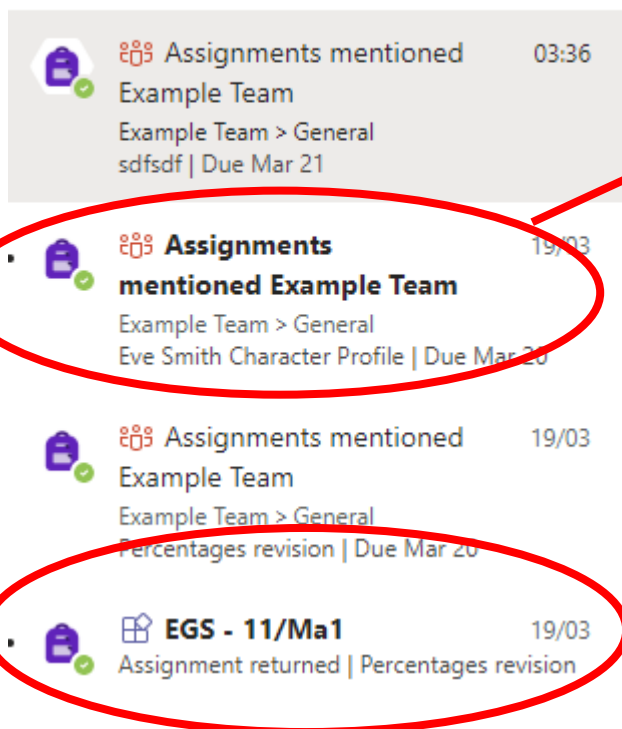 Assignments mentioned 03:36
Example Team
Example Team > General
sdfsdf | Due Mar 21
Assignments 19/03
mentioned Example Team
Example Team > General
Eve Smith Character Profile | Due Mar 20
Assignments mentioned 19/03
Example Team
Example Team > General
Percentages revision | Due Mar 20
EGS - 11/Ma1 19/03
Assignment returned | Percentages revision